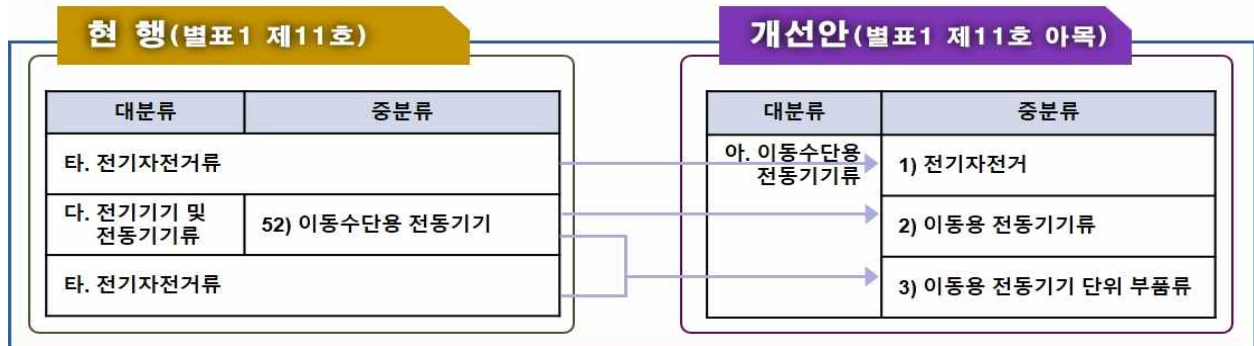 현 행(별표1 제11호)
대분류 중분류
타. 전기자전거류
다. 전기기기 및
전동기기류
52) 이동수단용 전동기기
타. 전기자전거류
개선안(별표1 제11호 아목)
대분류 중분류
아. 이동수단용
전동기기류
1) 전기자전거
2) 이동용 전동기기류
3) 이동용 전동기기 단위 부품류